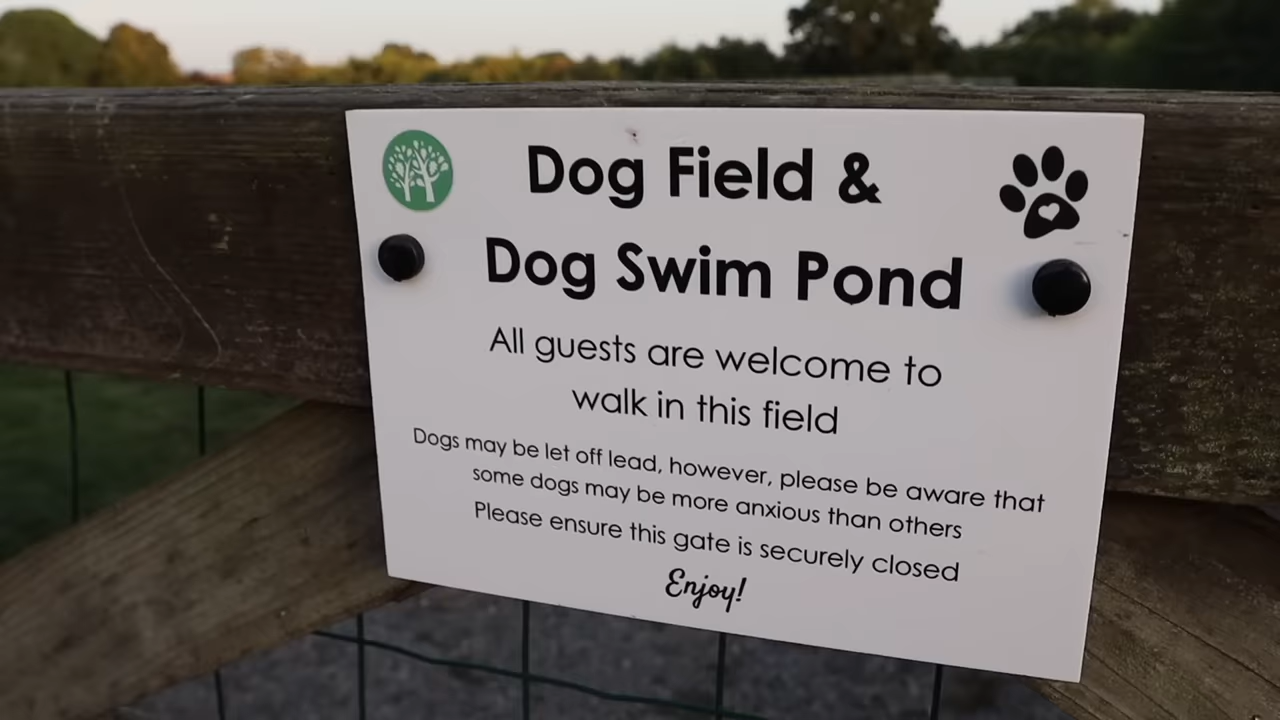 Dog Field &
Dog Swim Pond
All guests are welcome to
walk in this field
Dogs may be let off lead, however, please be aware that
some dogs may be more anxious than others
Please ensure this gate is securely closed
Enjoy!